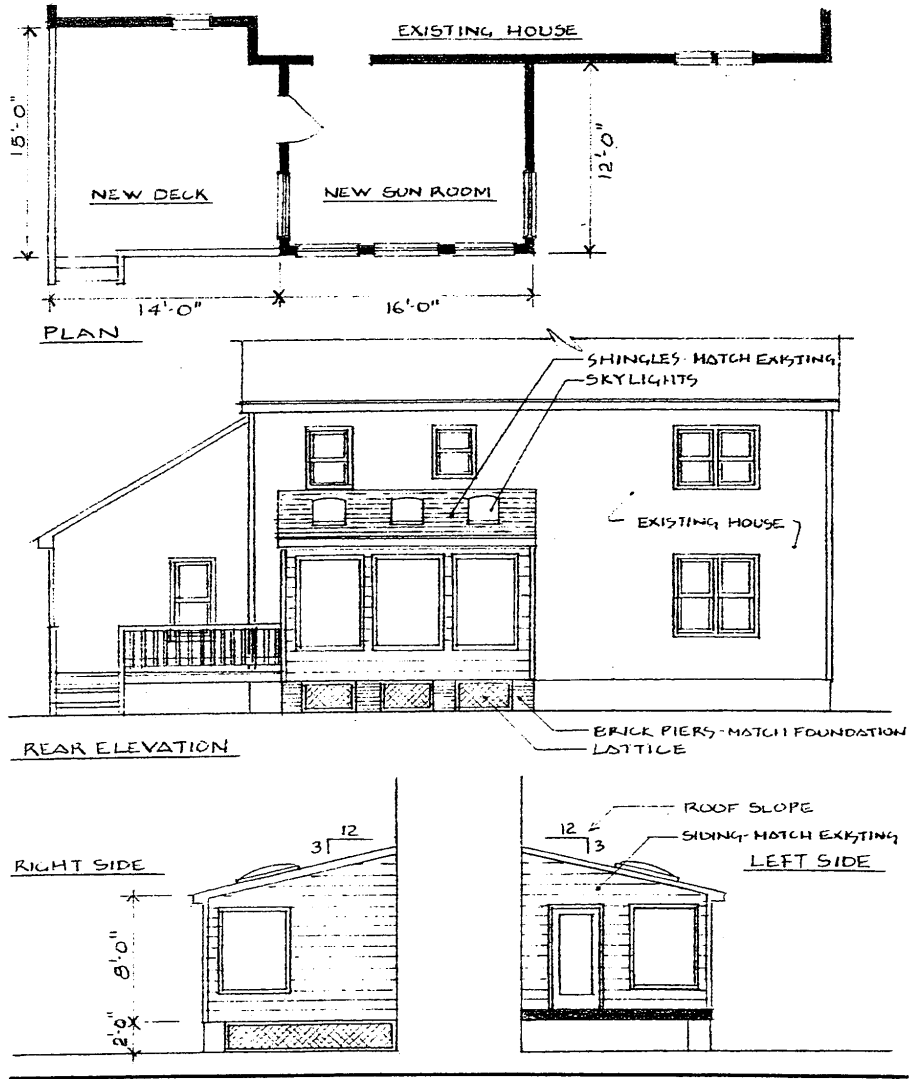 EXISTING HOUSE
15'-0"
12'-0"
NEW DECK
NEW SUN ROOM
14'-0"
16'-0"
PLAN
SHINGLES-MATCH EXISTING
SKYLIGHTS
EXISTING HOUSE
BRICK PIERS-MATCH FOUNDATION
LATTICE
REAR ELEVATION
ROOF SLOPE
12
3
12
3
SIDING-MATCH EXISTING
RIGHT SIDE
LEFT SIDE
8'-0"
2'-0"